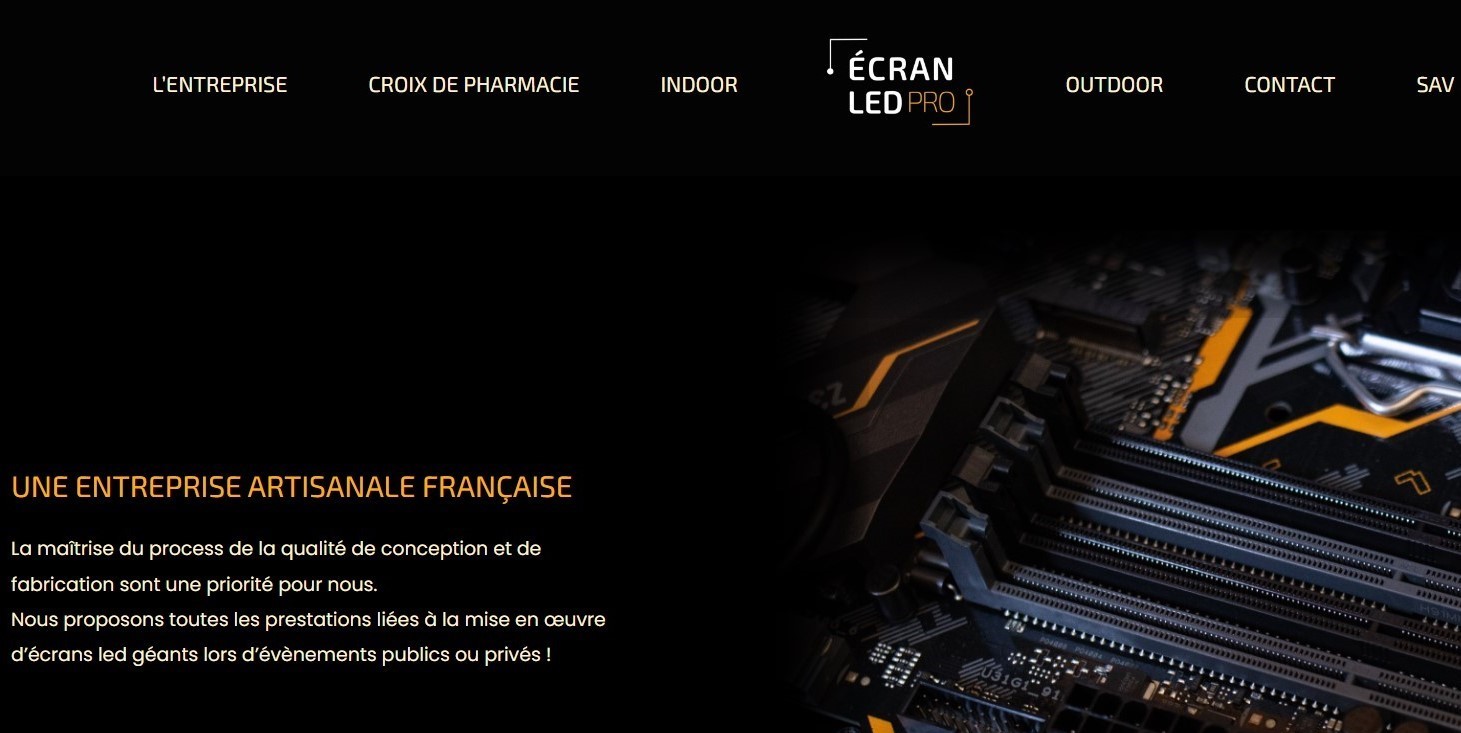 L'ENTREPRISE
CROIX DE PHARMACIE
INDOOR
ÉCRAN
LED PRO
OUTDOOR
CONTACT
SAV
UNE ENTREPRISE ARTISANALE FRANÇAISE
La maîtrise du process de la qualité de conception et de
fabrication sont une priorité pour nous.
Nous proposons toutes les prestations liées à la mise en œuvre
d’écrans led géants lors d’évènements publics ou privés !
U31G1_91